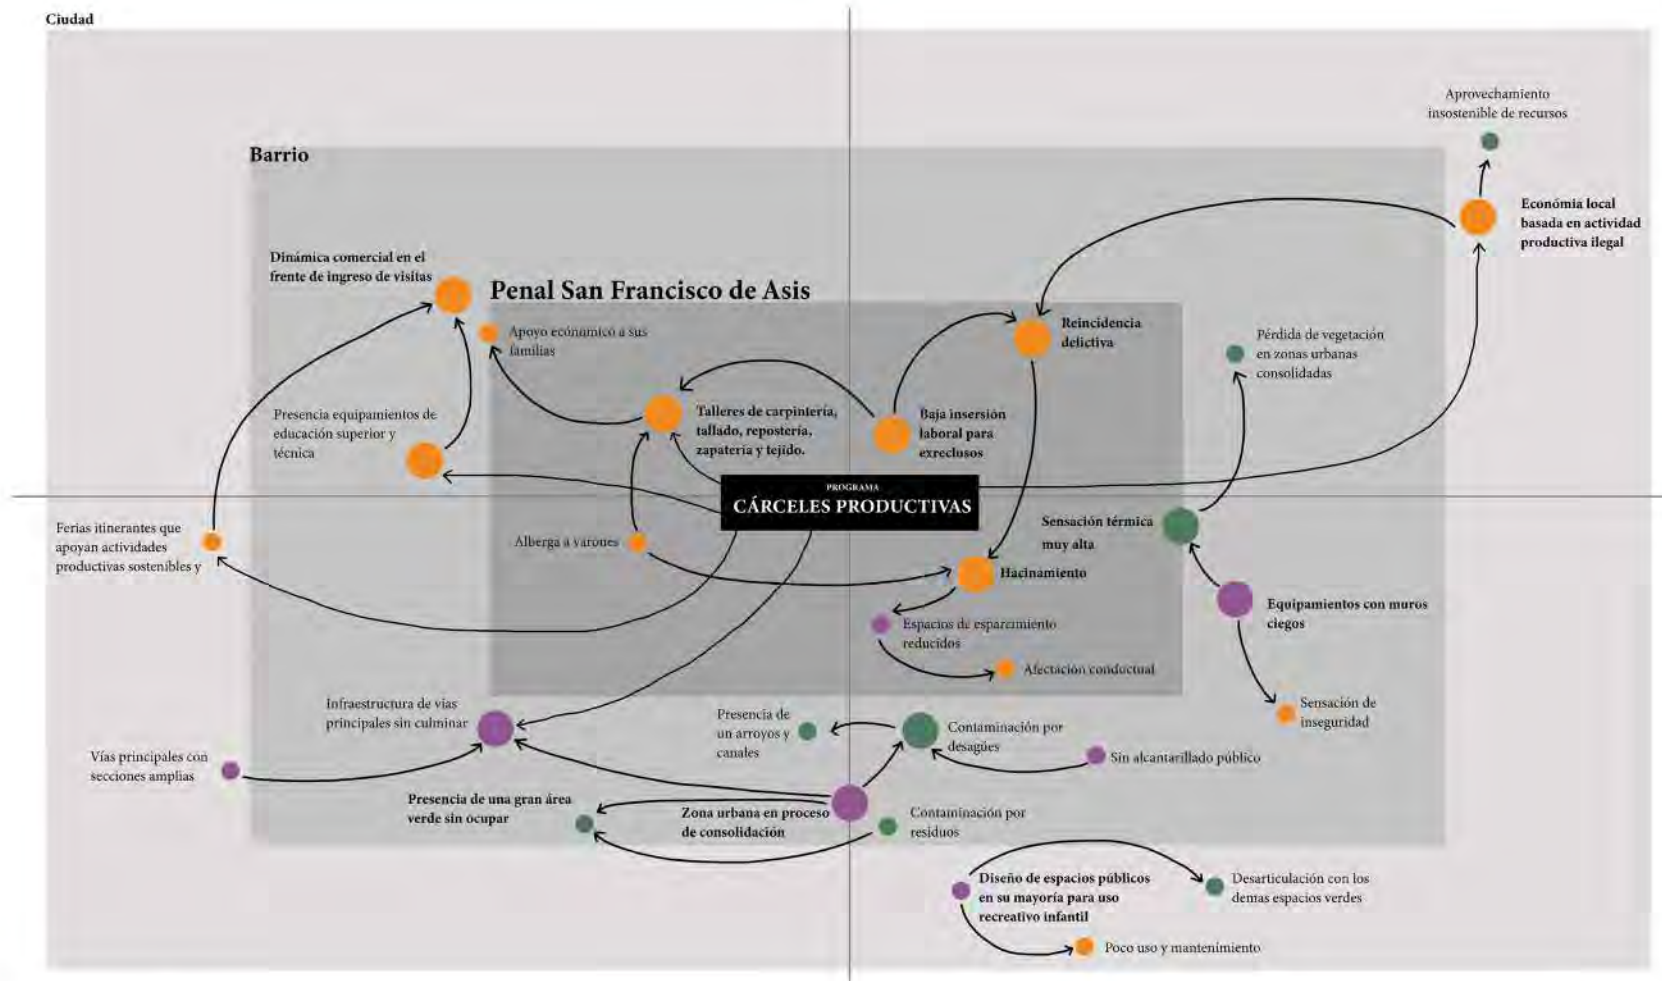 Ciudad
Aprovechamiento
insostenible de recursos
Barrio
Económia local
basada en actividad
productiva ilegal
Dinámica comercial en el
frente de ingreso de visitas
Penal San Francisco de Asis
Apoyo ecónomico a sus
familias
Reincidencia
delictiva
Pérdida de vegetación
en zonas urbanas
consolidadas
Presencia equipamientos de
educación superior y
técnica
Talleres de carpintería,
tallado, repostería,
zapatería y tejido.
Baja insersión
laboral para
exreclusos
PROGRAMA
CÁRCELES PRODUCTIVAS
Ferias itinerantes que
apoyan actividades
productivas sostenibles y
Alberga a varones
Sensación térmica
muy alta
Hacinamiento
Equipamientos con muros
ciegos
Espacios de esparcimiento
reducidos
Afectación conductual
Infraestructura de vías
principales sin culminar
Presencia de
un arroyos y
canales
Contaminación por
desagües
Sensación de
inseguridad
Vías principales con
secciones amplias
Sin alcantarillado público
Presencia de una gran área
verde sin ocupar
Zona urbana en proceso
de consolidación
Contaminación por
residuos
Diseño de espacios públicos
en su mayoría para uso
recreativo infantil
Desarticulación con los
demas espacios verdes
Poco uso y mantenimiento